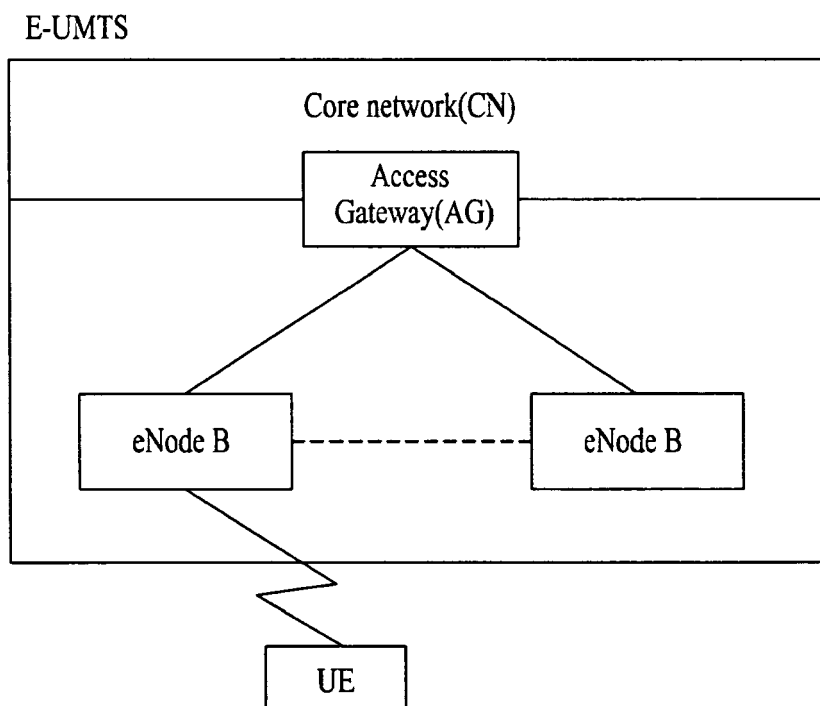 E-UMTS
Core network(CN)
Access
Gateway(AG)
eNode B
eNode B
UE